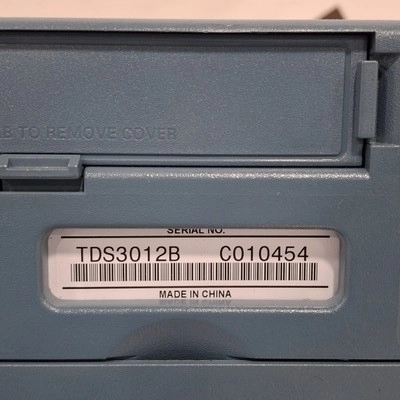 AB TO REMOVE COVER
SERIAL NO.
TDS3012B C010454
MADE IN CHINA